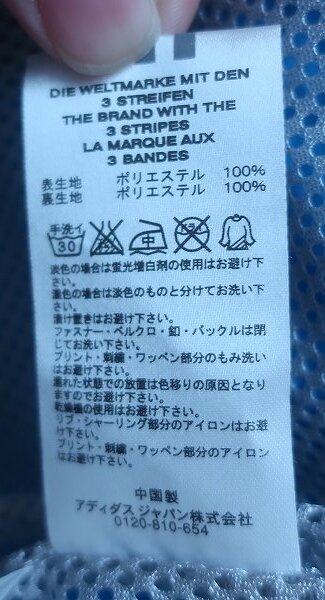 DIE WELTMARKE MIT DEN
3 STREIFEN
THE BRAND WITH THE
3 STRIPES
LA MARQUE AUX
3 BANDES
表生地 ポリエステル 100%
裏生地 ポリエステル 100%
手洗イ
30 中
淡色の場合は蛍光増白剤の使用はお避け下
さい。
濃色の場合は淡色のものと分けてお洗い下
さい。
漬け置きはお避け下さい。
ファスナー・ベルクロ・釦・バックルは閉
じてお洗い下さい。
プリント・刺繍・ワッペン部分のもみ洗い
はお避け下さい。
濡れた状態での放置は色移りの原因となり
ますのでお避け下さい。
乾燥機の使用はお避け下さい。
リブ・シャーリング部分のアイロンはお避
け下さい。
プリント・刺繍・ワッペン部分のアイロン
はお避け下さい。
中国製
アディダス ジャパン株式会社
0120-810-654